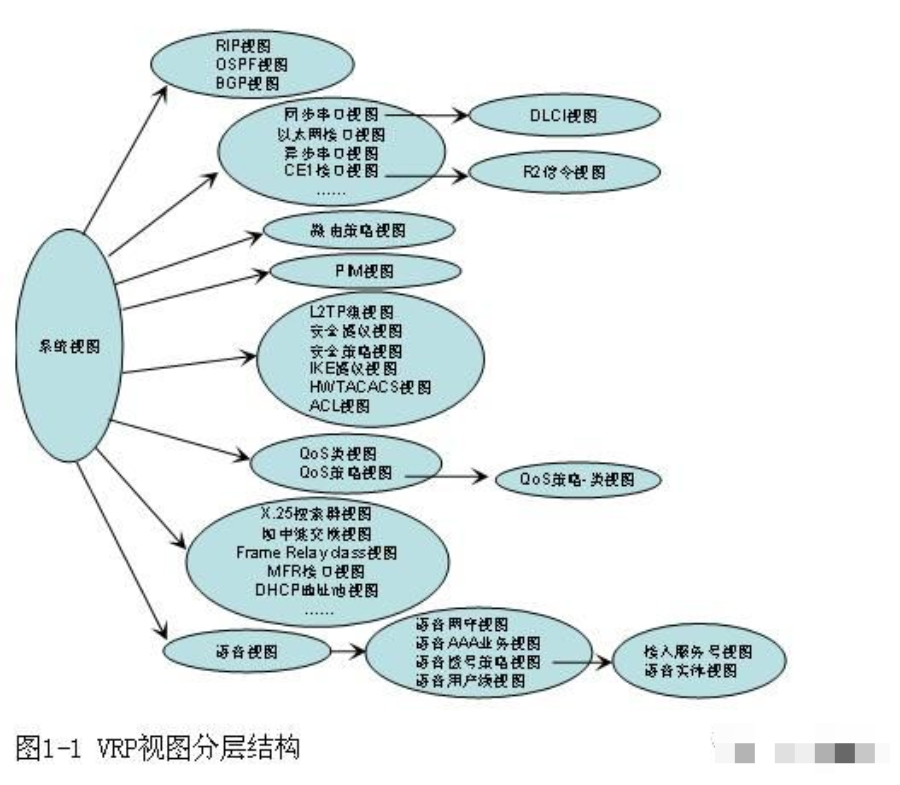 RIP视图
OSPF视图
BGP视图
同步串口视图
以太网接口视图
异步串口视图
CE1接口视图
......
DLCI视图
R2信令视图
路由策略视图
PIM视图
系统视图
L2TP组视图
安全提议视图
安全策略视图
IKE提议视图
HWTACACS视图
ACL视图
QoS类视图
QoS策略视图
QoS策略-类视图
X.25搜索群视图
帧中继交换视图
Frame Relay class视图
MFR接口视图
DHCP地址池视图
......
语音视图
语音网守视图
语音AAA业务视图
语音拨号策略视图
语音用户线视图
接入服务号视图
语音实体视图
图1-1 VRP视图分层结构